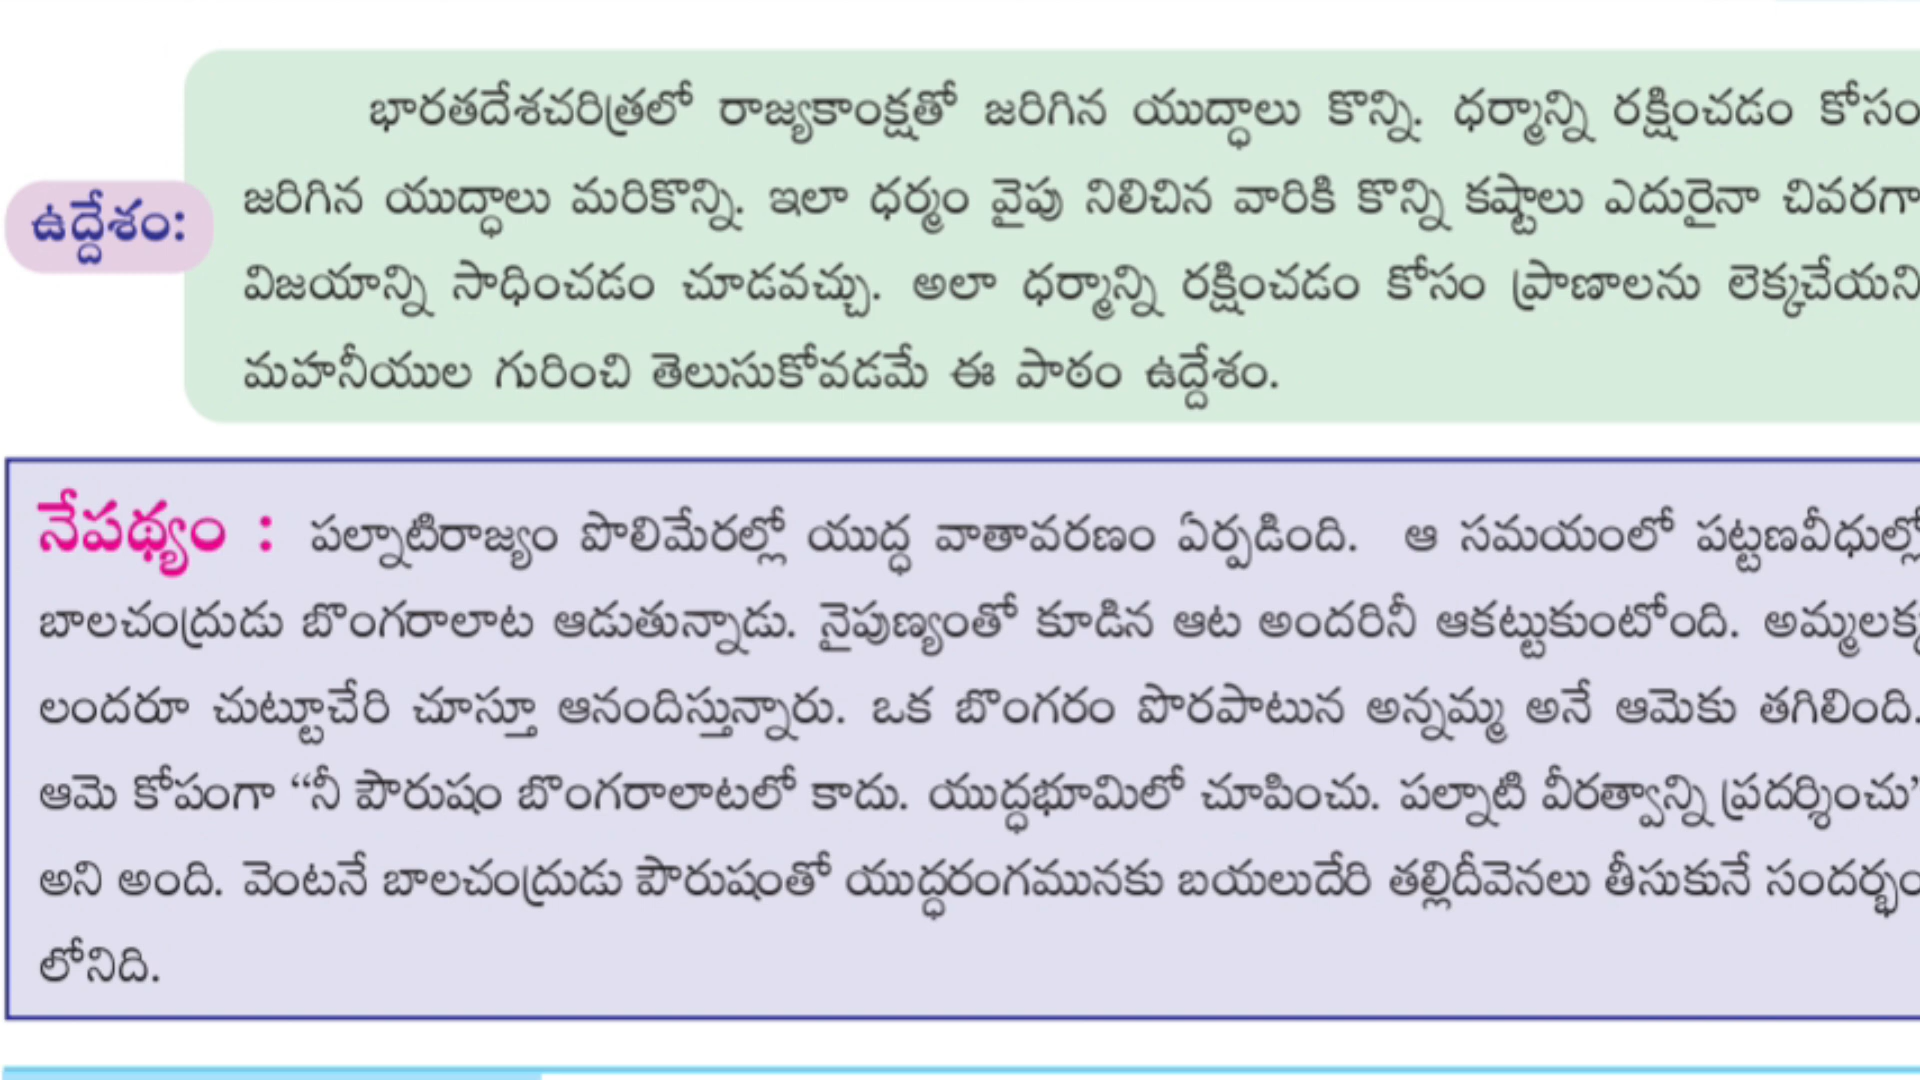 భారతదేశచరిత్రలో రాజ్యకాంక్షతో జరిగిన యుద్ధాలు కొన్ని. ధర్మాన్ని రక్షించడం కోసం
ఉద్దేశం:
జరిగిన యుద్ధాలు మరికొన్ని. ఇలా ధర్మం వైపు నిలిచిన వారికి కొన్ని కష్టాలు ఎదురైనా చివరగా
విజయాన్ని సాధించడం చూడవచ్చు. అలా ధర్మాన్ని రక్షించడం కోసం ప్రాణాలను లెక్కచేయని
మహనీయుల గురించి తెలుసుకోవడమే ఈ పాఠం ఉద్దేశం.
నేపథ్యం : పల్నాటిరాజ్యం పొలిమేరల్లో యుద్ధ వాతావరణం ఏర్పడింది. ఆ సమయంలో పట్టణవీధుల్లో
బాలచంద్రుడు బొంగరాలాట ఆడుతున్నాడు. నైపుణ్యంతో కూడిన ఆట అందరినీ ఆకట్టుకుంటోంది. అమ్మలక్క
లందరూ చుట్టూచేరి చూస్తూ ఆనందిస్తున్నారు. ఒక బొంగరం పొరపాటున అన్నమ్మ అనే ఆమెకు తగిలింది.
ఆమె కోపంగా “నీ పౌరుషం బొంగరాలాటలో కాదు. యుద్ధభూమిలో చూపించు. పల్నాటి వీరత్వాన్ని ప్రదర్శించు”
అని అంది. వెంటనే బాలచంద్రుడు పౌరుషంతో యుద్ధరంగమునకు బయలుదేరి తల్లిదీవెనలు తీసుకునే సందర్భం
లోనిది.